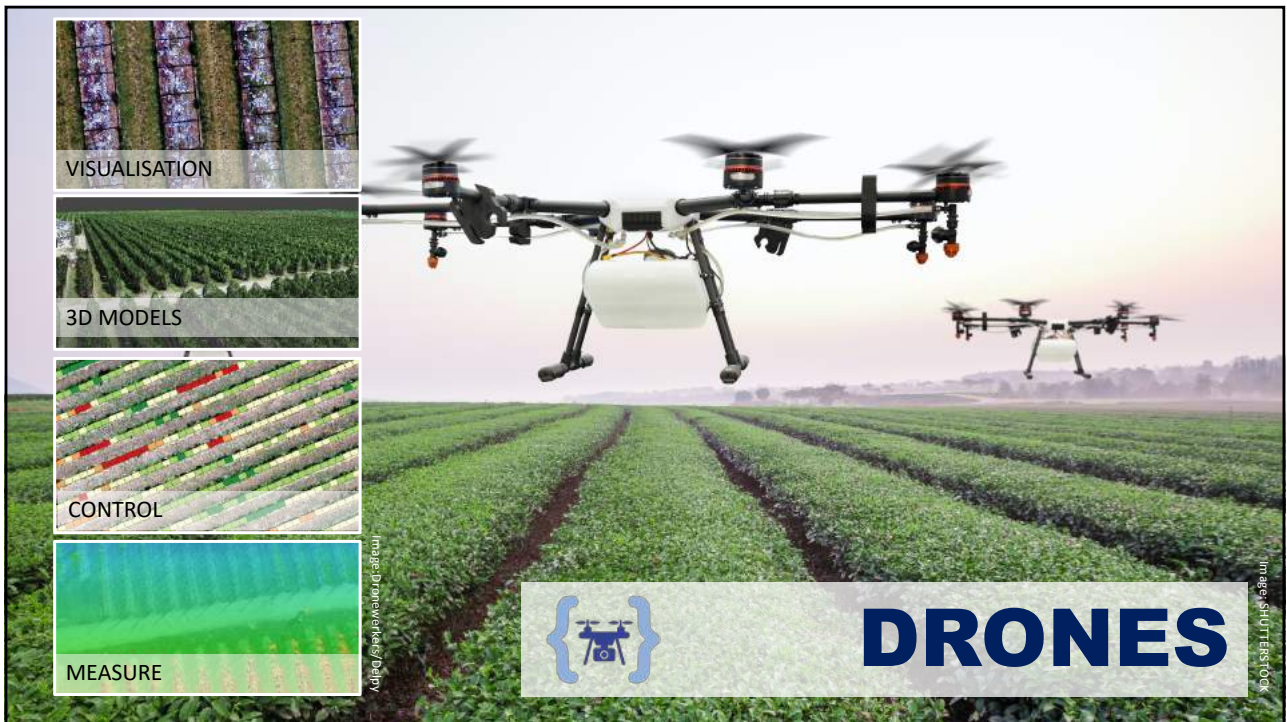 VISUALISATION
3D MODELS
CONTROL
MEASURE
Image:Dronewerkers/Delpy
DRONES
Image: SHUTTERSTOCK